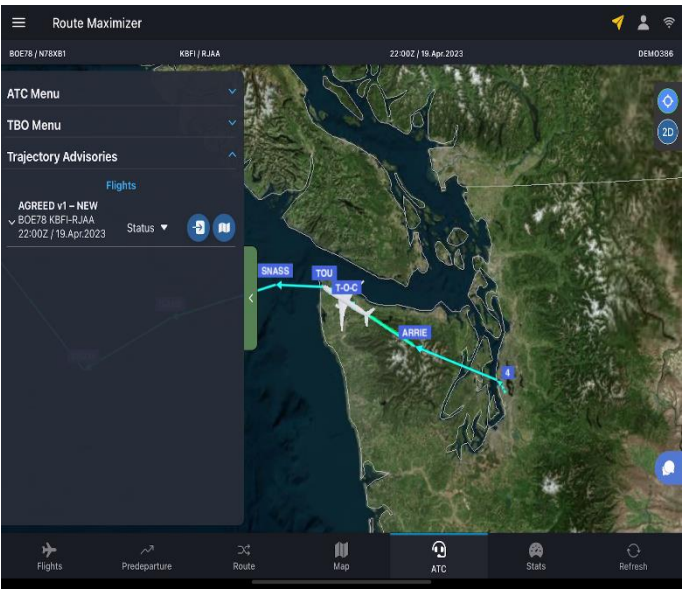 Route Maximizer
BOE78 / N78XB1 KBFI / RJAA 22:00Z / 19.Apr.2023 DEMO386
ATC Menu
TBO Menu
Trajectory Advisories
Flights
AGREED v1 – NEW
BOE78 KBFI-RJAA
22:00Z / 19.Apr.2023
Status
2D
SNASS
TOU
T-O-C
ARRIE
4
Flights Predeparture Route Map ATC Stats Refresh